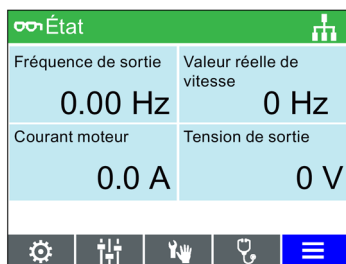 État
Fréquence de sortie
0.00 Hz
Valeur réelle de
vitesse
0 Hz
Courant moteur
0.0 A
Tension de sortie
0 V